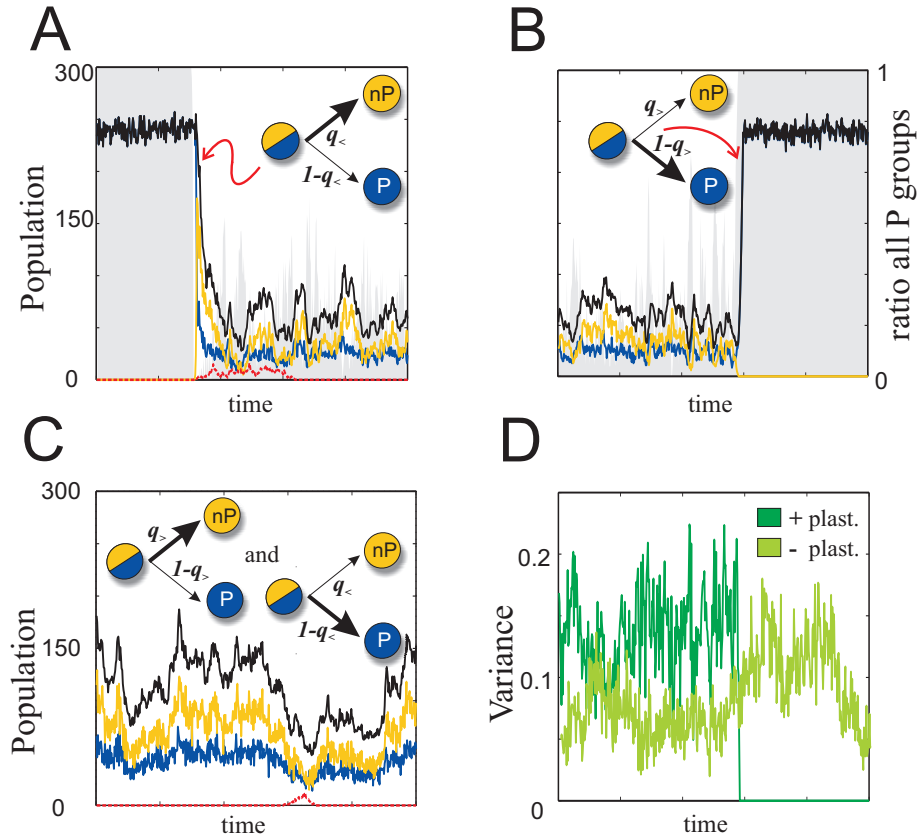 A
300
150
0
Population
time
nP
q<
1-q<
P
B
1
0
ratio all P groups
time
nP
q>
1-q>
P
C
300
150
0
Population
time
nP
q>
1-q>
P
and
nP
q<
1-q<
P
D
0.2
0.1
0
Variance
time
+ plast.
- plast.